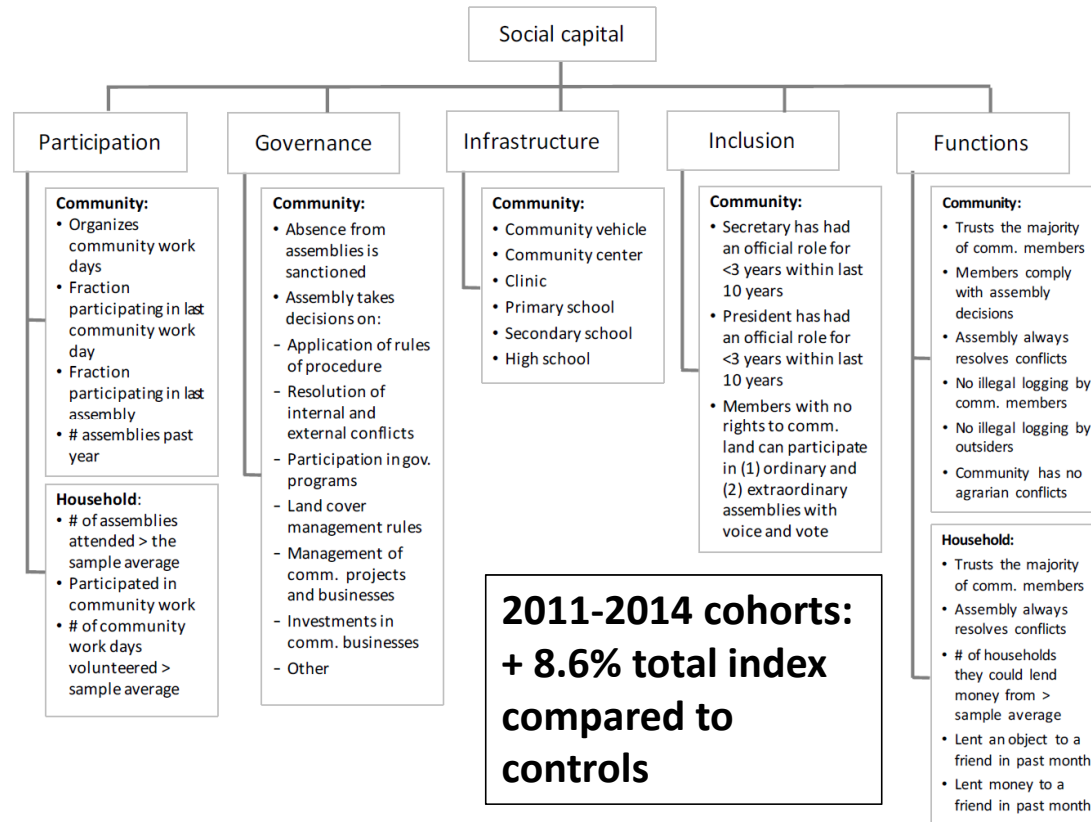 Social capital
Participation
Community:
• Organizes
community work
days
• Fraction
participating in last
community work
day
• Fraction
participating in last
assembly
• # assemblies past
year
Household:
• # of assemblies
attended > the
sample average
• Participated in
community work
• # of community
work days
volunteered >
sample average
Governance
Community:
• Absence from
assemblies is
sanctioned
• Assembly takes
decisions on:
− Application of rules
of procedure
− Resolution of
internal and
external conflicts
− Participation in gov.
programs
− Land cover
management rules
− Management of
comm. projects
and businesses
− Investments in
comm. businesses
− Other
Infrastructure
Community:
• Community vehicle
• Community center
• Clinic
• Primary school
• Secondary school
• High school
Inclusion
Community:
• Secretary has had
an official role for
<3 years within last
10 years
• President has had
an official role for
<3 years within last
10 years
• Members with no
rights to comm.
land can participate
in (1) ordinary and
(2) extraordinary
assemblies with
voice and vote
Functions
Community:
• Trusts the majority
of comm. members
• Members comply
with assembly
decisions
• Assembly always
resolves conflicts
• No illegal logging by
comm. members
• No illegal logging by
outsiders
• Community has no
agrarian conflicts
Household:
• Trusts the majority
of comm. members
• Assembly always
resolves conflicts
• # of households
they could lend
money from >
sample average
• Lent an object to a
friend in past month
• Lent money to a
friend in past month
2011-2014 cohorts:
+ 8.6% total index
compared to
controls